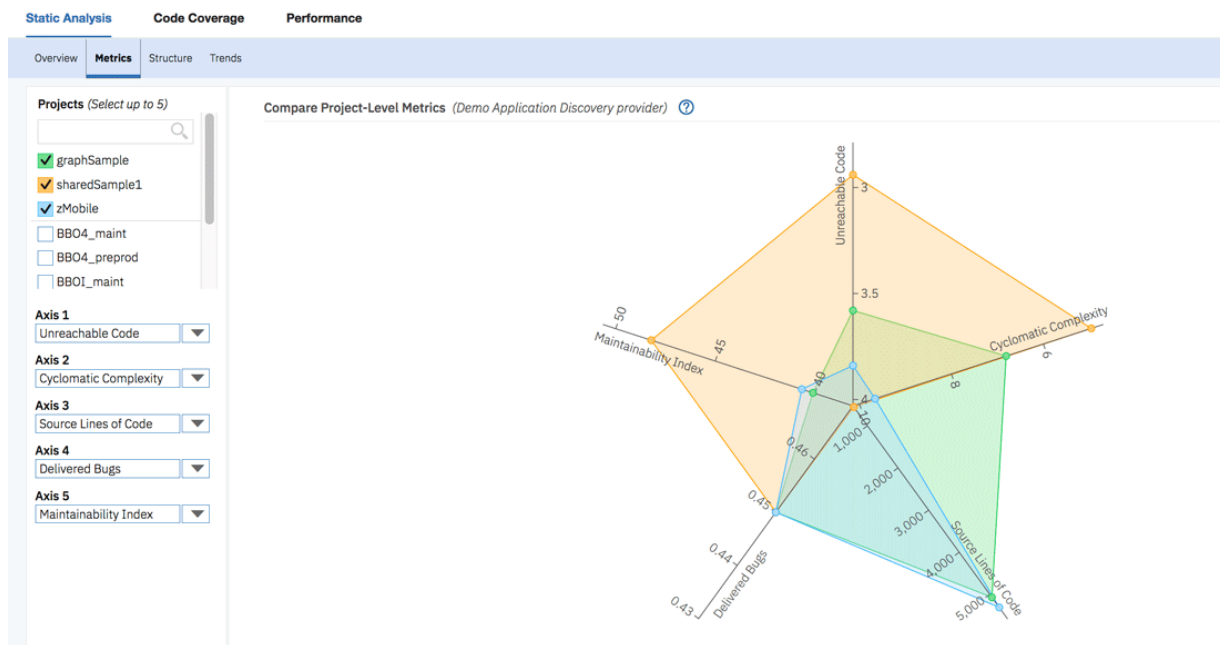 Static Analysis Code Coverage Performance
Overview Metrics Structure Trends
Projects (Select up to 5)
graphSample
sharedSample1
zMobile
BBO4_maint
BBO4_preprod
BBOI_maint
Axis 1
Unreachable Code
Axis 2
Cyclomatic Complexity
Axis 3
Source Lines of Code
Axis 4
Delivered Bugs
Axis 5
Maintainability Index
Compare Project-Level Metrics (Demo Application Discovery provider) ?
Unreachable Code
3
3.5
4
Cyclomatic Complexity
6
8
10
Source Lines of Code
1,000
2,000
3,000
4,000
5,000
Delivered Bugs
0.46
0.45
0.44
0.43
Maintainability Index
40
45
50